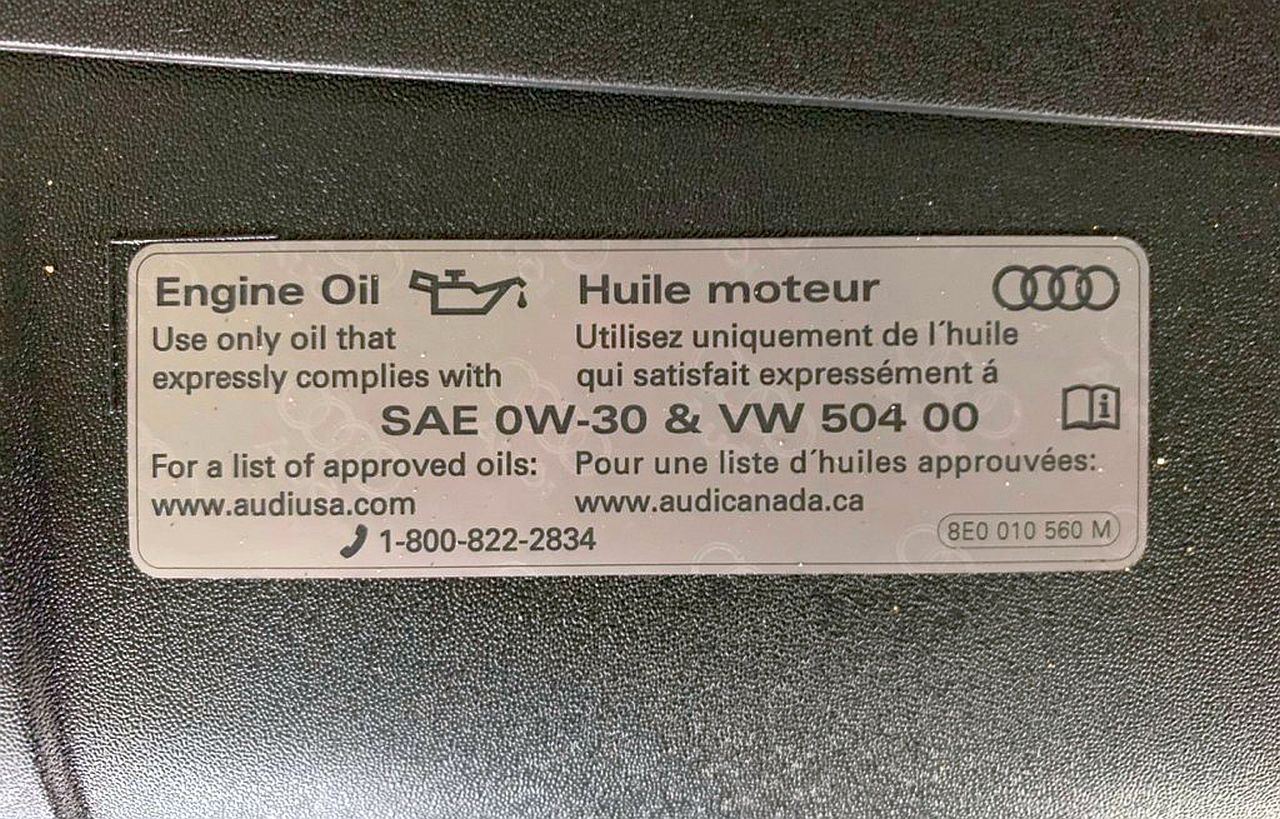 Engine Oil
Use only oil that
expressly complies with
Huile moteur
Utilisez uniquement de l´huile
qui satisfait expressément á
SAE 0W-30 & VW 504 00
For a list of approved oils:
www.audiusa.com
Pour une liste d´huiles approuvées:
www.audicanada.ca
1-800-822-2834
8E0 010 560 M